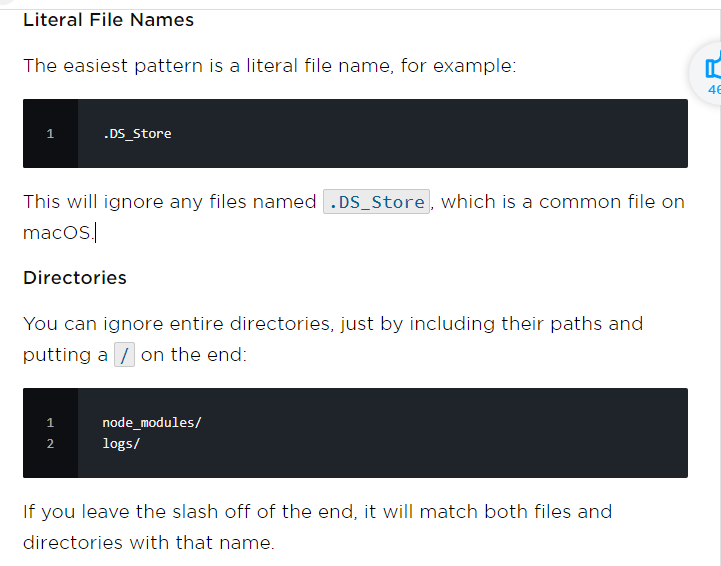 Literal File Names
The easiest pattern is a literal file name, for example:
1 .DS_Store
This will ignore any files named .DS_Store, which is a common file on
macOS.
Directories
You can ignore entire directories, just by including their paths and
putting a / on the end:
1 node_modules/
2 logs/
If you leave the slash off of the end, it will match both files and
directories with that name.